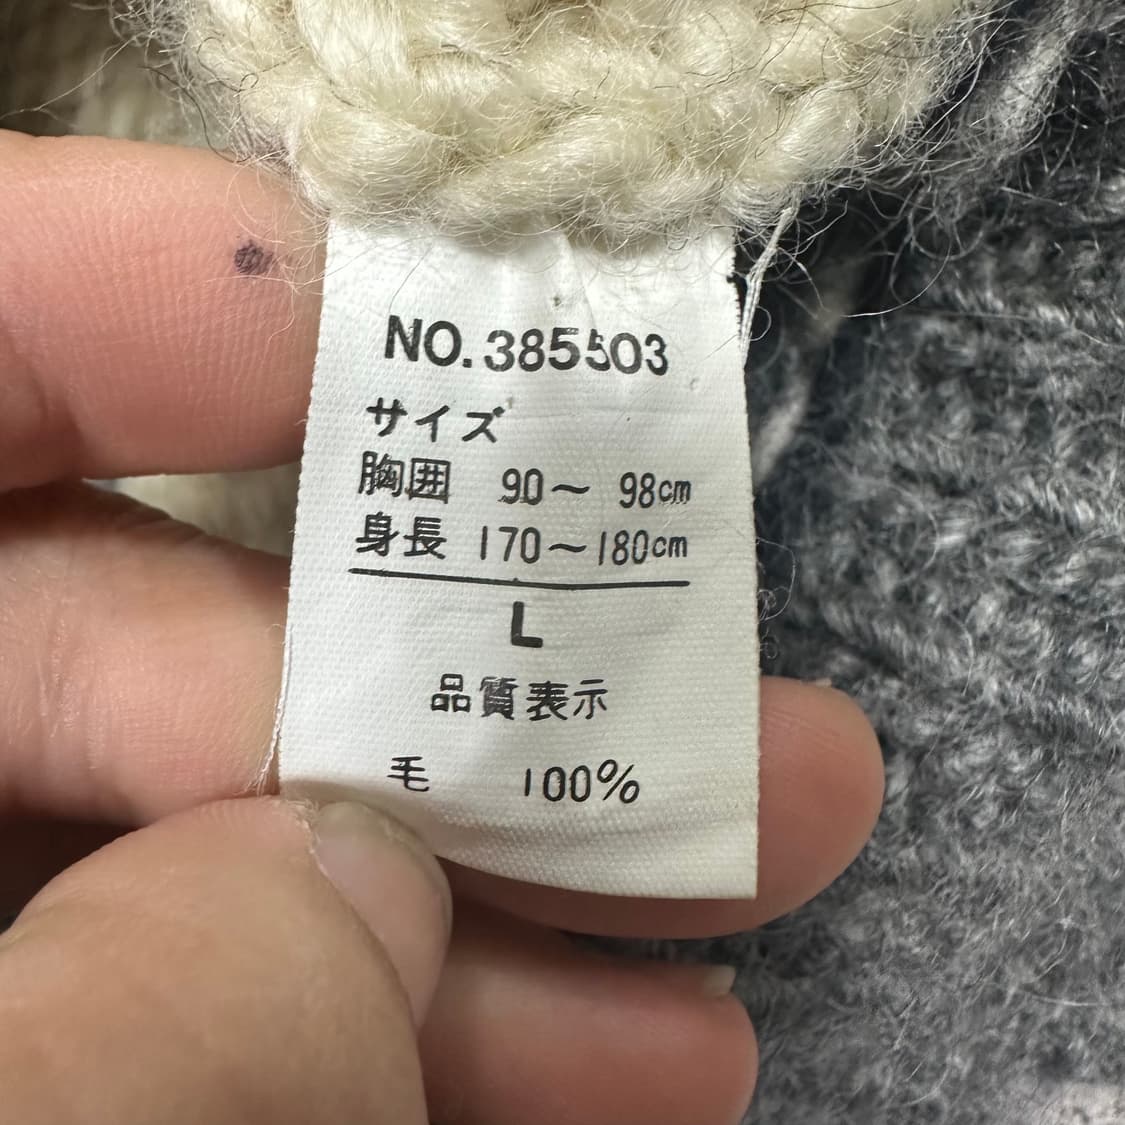 NO.385503
サイズ
胸囲 90～ 98cm
身長 170～180cm
L
品質表示
毛 100%